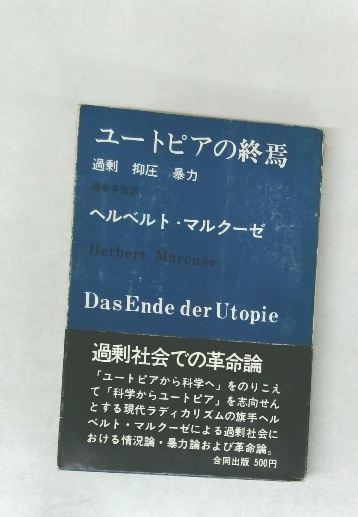 ユートピアの終焉
過剰 抑圧 暴力
清水多吉訳
ヘルベルト・マルクーゼ
Herbert Marcuse
Das Ende der Utopie
過剰社会での革命論
「ユートピアから科学へ」をのりこえ
て「科学からユートピア」を志向せん
とする現代ラディカリズムの旗手ヘル
ベルト・マルクーゼによる過剰社会に
おける情況論・暴力論および革命論。
合同出版 500円